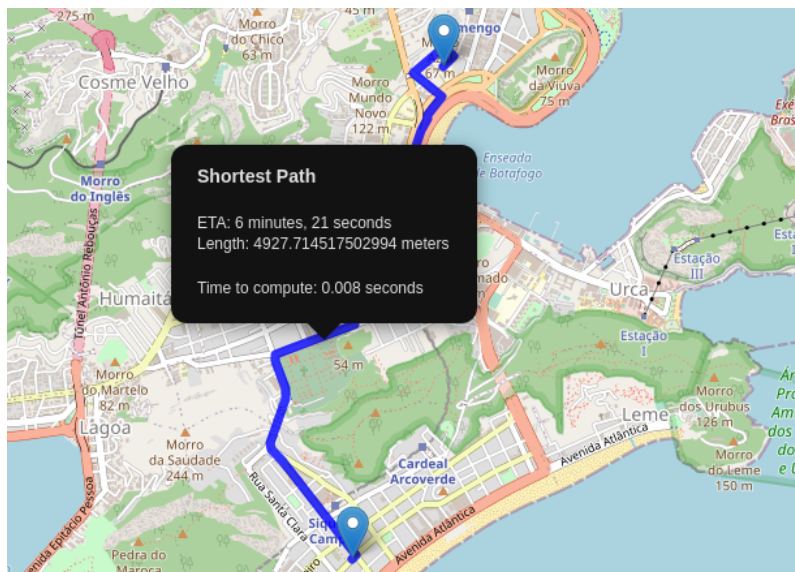 275 m
Morro
do Chico
63 m
45 m
Cosme Velho
67 m
Morro
da Viúva
75 m
Morro
Mundo
Novo
122 m
Enseada
de Botafogo
Morro
do Inglês
Túnel Antônio Rebouças
Shortest Path
ETA: 6 minutes, 21 seconds
Length: 4927.714517502994 meters
Time to compute: 0.008 seconds
Estação
III
Urca
Estação
I
Humaitá
54 m
Morro
do Martelo
82 m
Lagoa
Morro
da Saudade
244 m
Leme
Morro
dos Urubus
126 m
Morro
do Leme
150 m
Avenida Atlântica
Cardeal
Arcoverde
Rua Santa Clara
Avenida Atlântica
Avenida Epitácio Pessoa
Pedra do